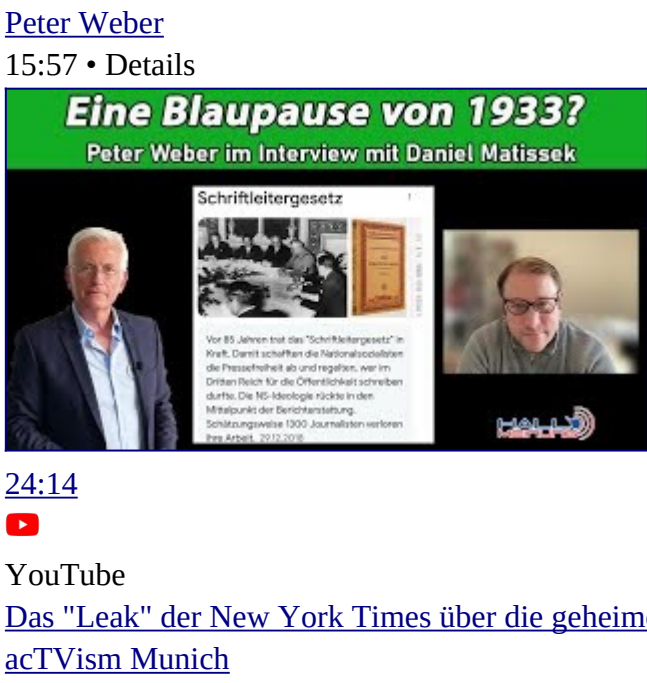 Peter Weber
15:57 • Details
Eine Blaupause von 1933?
Peter Weber im Interview mit Daniel Matissek
Schriftleitergesetz
Vor 85 Jahren trat das "Schriftleitergesetz" in
Kraft. Damit schafften die Nationalsozialisten
die Pressefreiheit ab und regelten, wer im
Dritten Reich für die Öffentlichkeit schreiben
durfte. Die NS-Ideologie rückte in den
Mittelpunkt der Berichterstattung.
Schätzungsweise 1300 Journalisten verloren
ihre Arbeit. 29.12.2018
24:14
YouTube
Das "Leak" der New York Times über die geheime
acTVism Munich